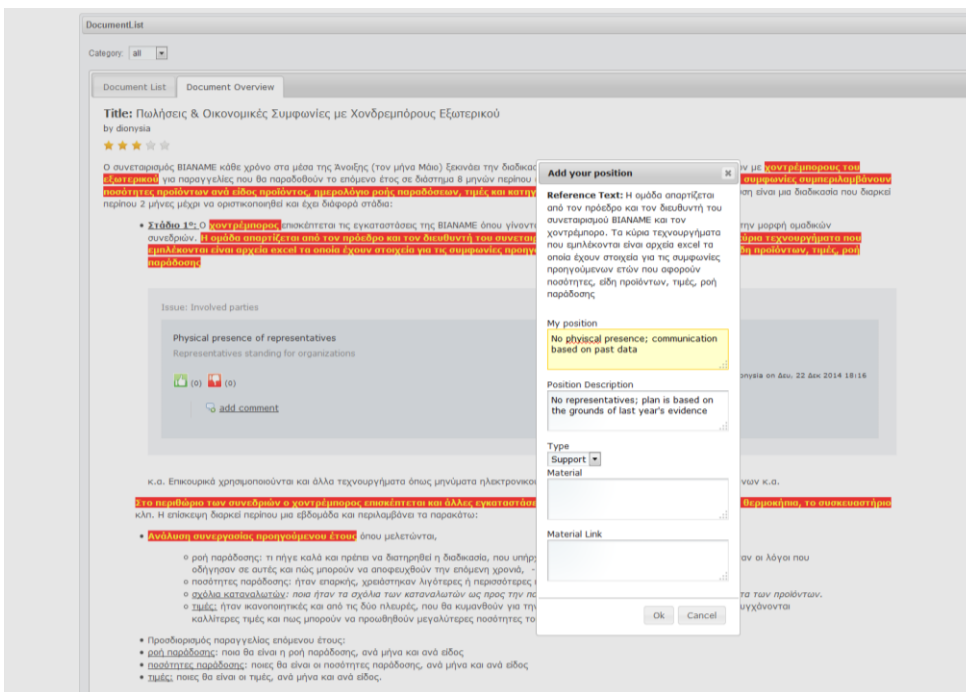 DocumentList
Category: all
Document List Document Overview
Title: Πωλήσεις & Οικονομικές Συμφωνίες με Χονδρεμπόρους Εξωτερικού
by dionysia
Ο συνεταιρισμός ΒΙΑΝΑΜΕ κάθε χρόνο στα μέσα της Άνοιξης (τον μήνα Μάιο) ξεκινάει την διαδικασ ν με χοντρέμπορους του
εξωτερικού για παραγγελίες που θα παραδοθούν το επόμενο έτος σε διάστημα 8 μηνών περίπου συμφωνίες συμπεριλαμβάνουν
ποσότητες προϊόντων ανά είδος προϊόντος, ημερολόγιο ροής παραδόσεων, τιμές και κατηγ ση είναι μια διαδικασία που διαρκεί
περίπου 2 μήνες μέχρι να οριστικοποιηθεί και έχει διάφορά στάδια:
• Στάδιο 1º: Ο χοντρέμπορος επισκέπτεται τις εγκαταστάσεις της ΒΙΑΝΑΜΕ όπου γίνοντ την μορφή ομαδικών
συνεδριών. Η ομάδα απαρτίζεται από τον πρόεδρο και τον διευθυντή του συνεταιρ ύρια τεχνουργήματα που
εμπλέκονται είναι αρχεία excel τα οποία έχουν στοιχεία για τις συμφωνίες προηγ δη προϊόντων, τιμές, ροή
παράδοσης
Issue: Involved parties
Physical presence of representatives
Representatives standing for organizations
(0) (0)
onysia on Δευ. 22 Δεκ 2014 18:16
add comment
κ.α. Επικουρικά χρησιμοποιούνται και άλλα τεχνουργήματα όπως μηνύματα ηλεκτρονικο νων κ.α.
Στο περιθώριο των συνεδριών ο χοντρέμπορος επισκέπτεται και άλλες εγκαταστάσε θερμοκήπια, το συσκευαστήριο
κλπ. Η επίσκεψη διαρκεί περίπου μια εβδομάδα και περιλαμβάνει τα παρακάτω:
• Ανάλυση συνεργασίας προηγούμενου έτους όπου μελετώνται,
ροή παράδοσης: τι πήγε καλά και πρέπει να διατηρηθεί η διαδικασία, που υπήρχ αν οι λόγοι που
οδήγησαν σε αυτές και πώς μπορούν να αποφευχθούν την επόμενη χρονιά, -
ποσότητες παράδοσης: ήταν επαρκής, χρειάστηκαν λιγότερες ή περισσότερες
σχόλια καταναλωτών: ποια ήταν τα σχόλια των καταναλωτών ως προς την πο τα των προϊόντων.
τιμές: ήταν ικανοποιητικές και από τις δύο πλευρές, που θα κυμανθούν για την υγχάνονται
καλλίτερες τιμές και πως μπορούν να προωθηθούν μεγαλύτερες ποσότητες το
• Προσδιορισμός παραγγελίας επόμενου έτους:
• ροή παράδοσης: ποια θα είναι η ροή παράδοσης, ανά μήνα και ανά είδος
• ποσότητες παράδοσης: ποιες θα είναι οι ποσότητες παράδοσης, ανά μήνα και ανά είδος
• τιμές: ποιες θα είναι οι τιμές, ανά μήνα και ανά είδος.
Add your position
Reference Text: Η ομάδα απαρτίζεται
από τον πρόεδρο και τον διευθυντή του
συνεταιρισμού ΒΙΑΝΑΜΕ και τον
χοντρέμπορο. Τα κύρια τεχνουργήματα
που εμπλέκονται είναι αρχεία excel τα
οποία έχουν στοιχεία για τις συμφωνίες
προηγούμενων ετών που αφορούν
ποσότητες, είδη προϊόντων, τιμές, ροή
παράδοσης
My position
No phyiscal presence; communication
based on past data
Position Description
No representatives; plan is based on
the grounds of last year's evidence
Type
Support
Material
Material Link
Ok Cancel